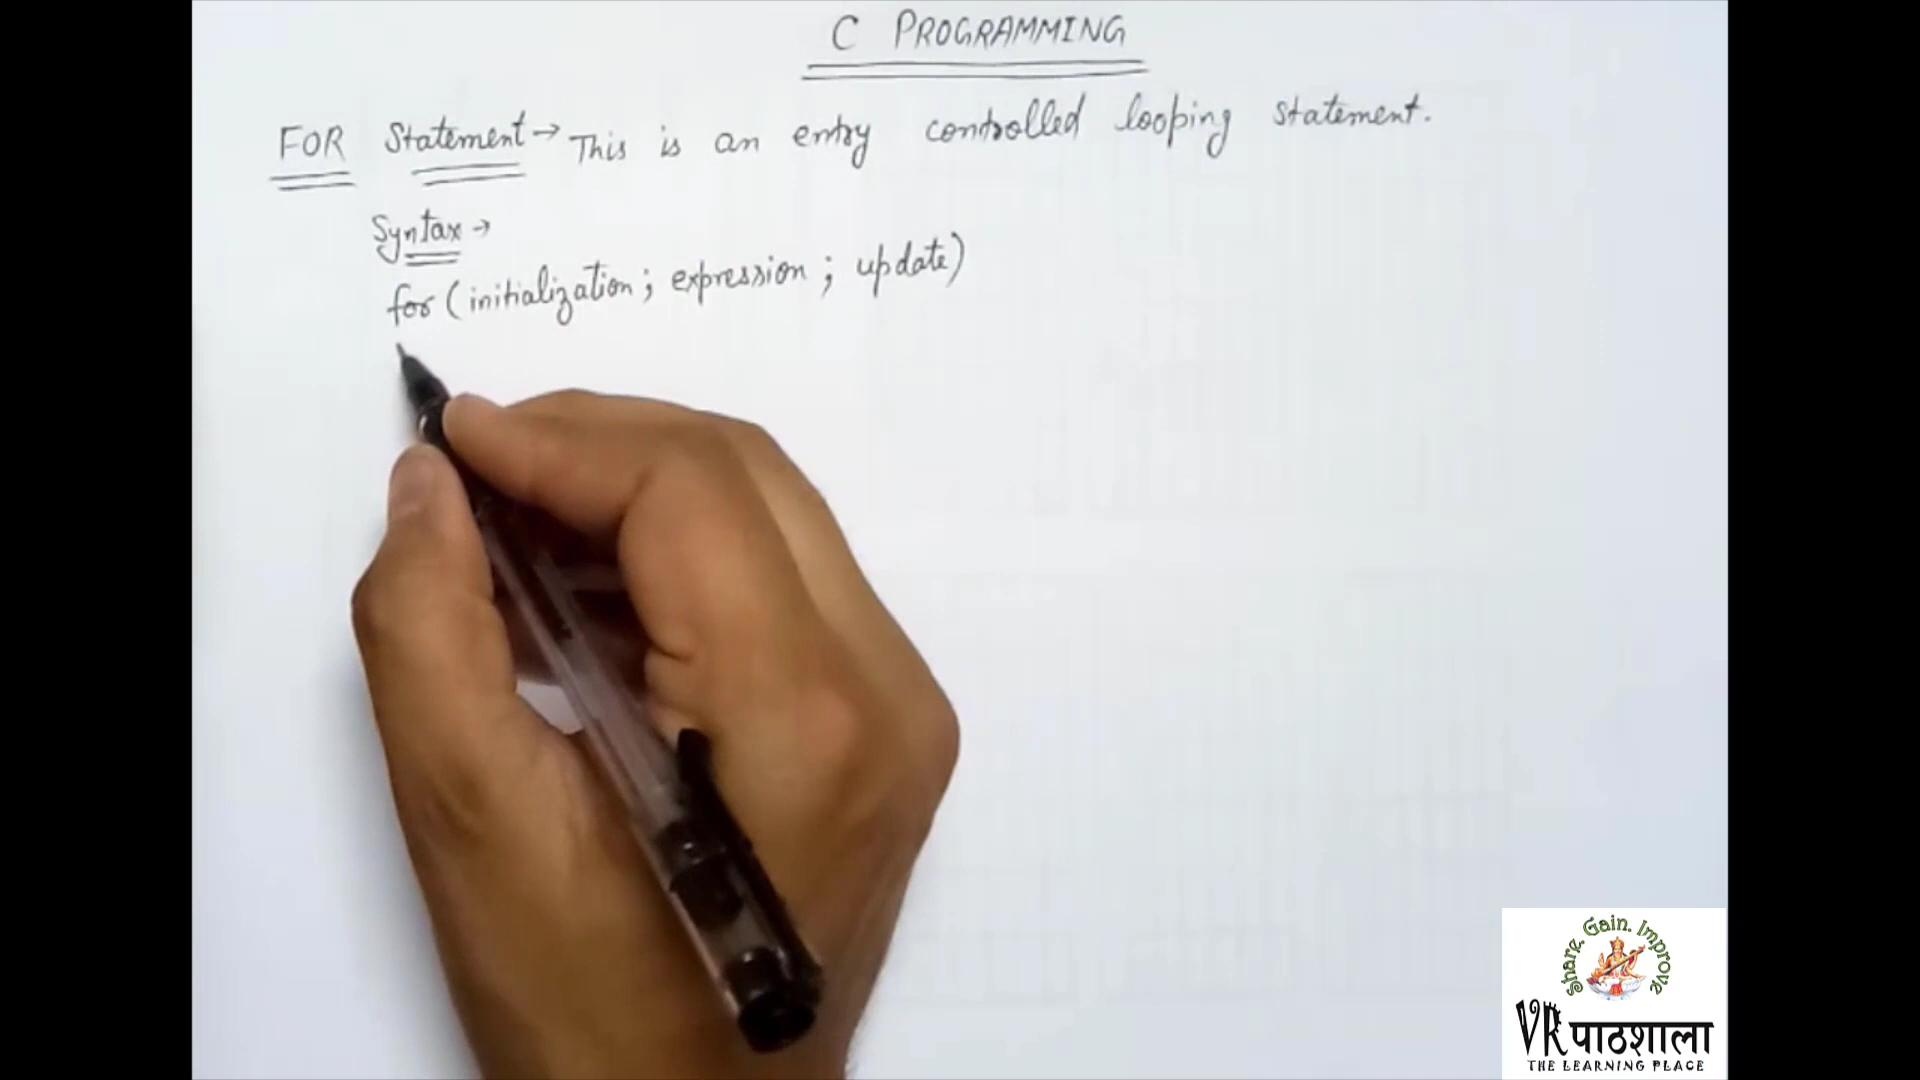 C PROGRAMMING
FOR Statement → This is an entry controlled looping statement.
Syntax →
for (initialization; expression; update)
Share. Gain. Improve
VR पाठशाला
THE LEARNING PLACE